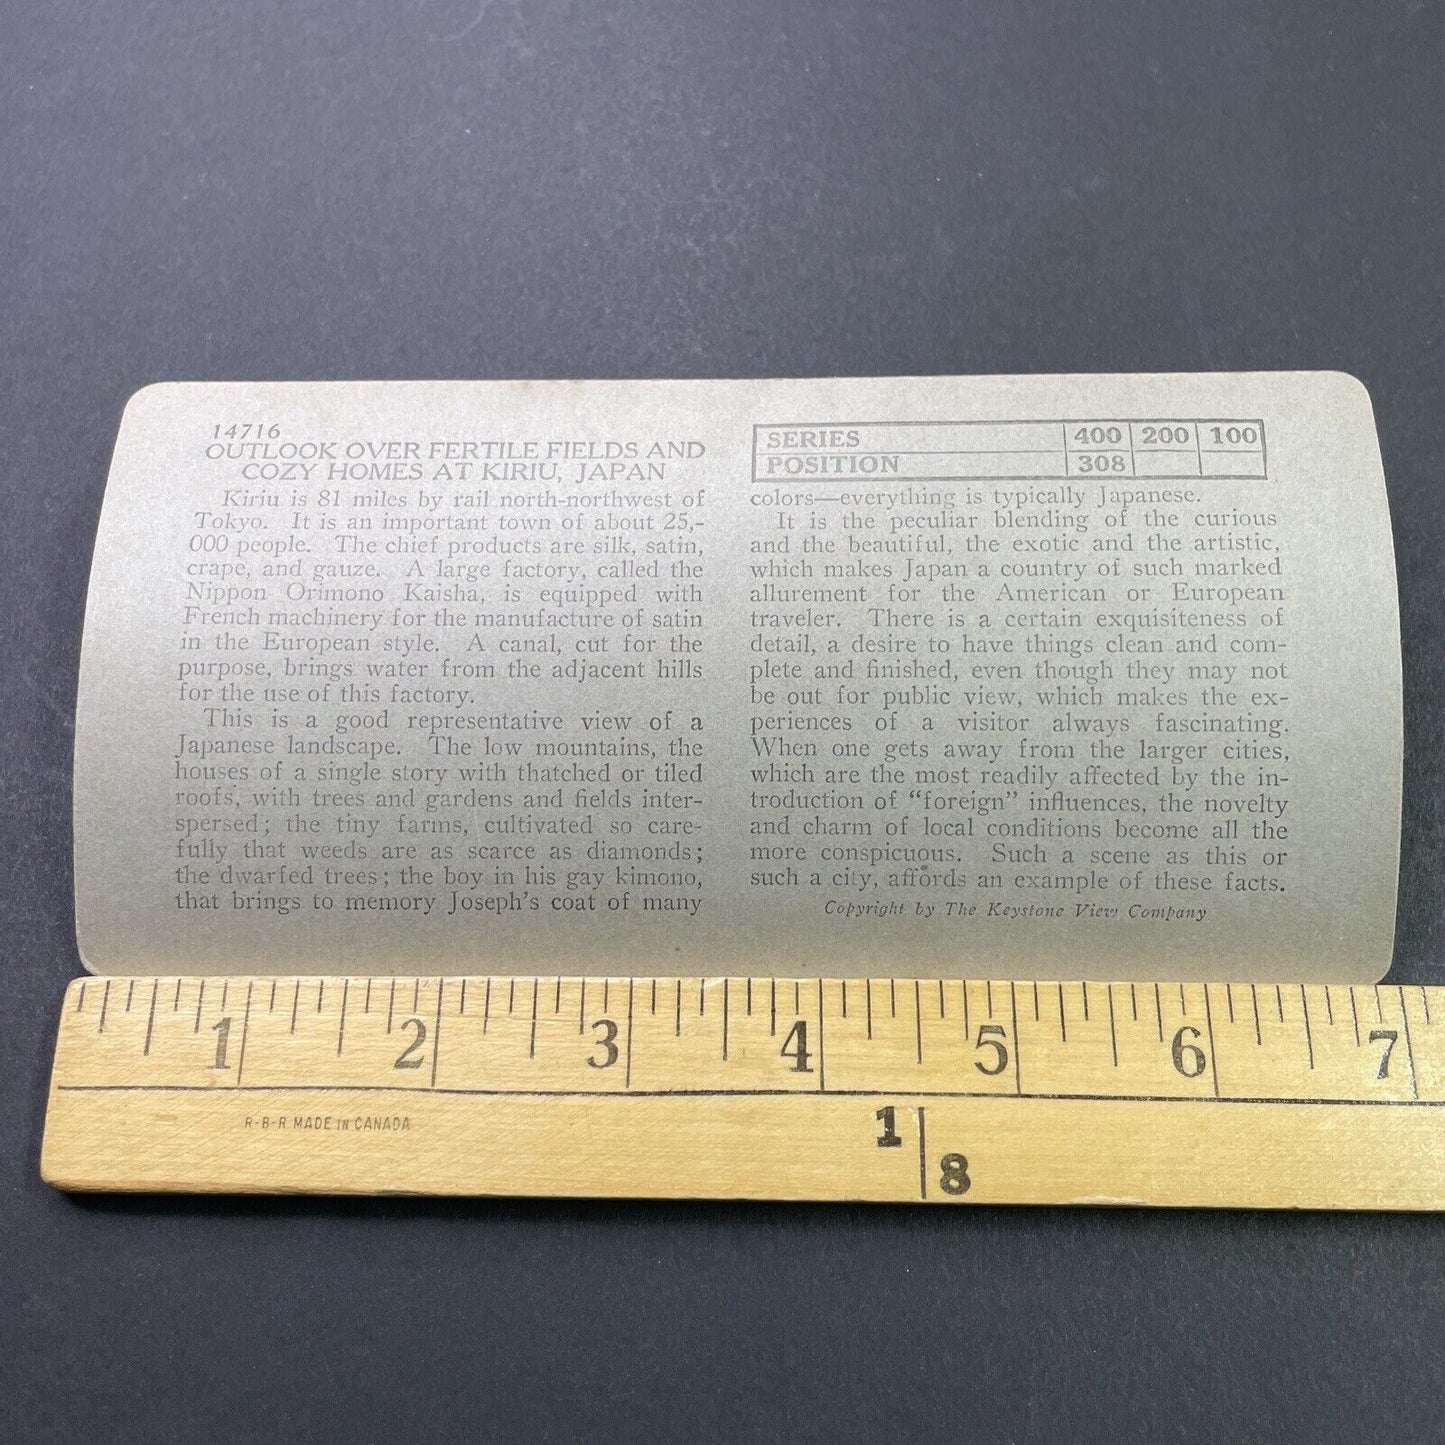 14716
OUTLOOK OVER FERTILE FIELDS AND
COZY HOMES AT KIRIU, JAPAN
Kiriu is 81 miles by rail north-northwest of
Tokyo. It is an important town of about 25,-
000 people. The chief products are silk, satin,
crape, and gauze. A large factory, called the
Nippon Orimono Kaisha, is equipped with
French machinery for the manufacture of satin
in the European style. A canal, cut for the
purpose, brings water from the adjacent hills
for the use of this factory.
This is a good representative view of a
Japanese landscape. The low mountains, the
houses of a single story with thatched or tiled
roofs, with trees and gardens and fields inter-
spersed; the tiny farms, cultivated so care-
fully that weeds are as scarce as diamonds;
the dwarfed trees; the boy in his gay kimono,
that brings to memory Joseph's coat of many
SERIES 400 200 100
POSITION 308
colors—everything is typically Japanese.
It is the peculiar blending of the curious
and the beautiful, the exotic and the artistic,
which makes Japan a country of such marked
allurement for the American or European
traveler. There is a certain exquisiteness of
detail, a desire to have things clean and com-
plete and finished, even though they may not
be out for public view, which makes the ex-
periences of a visitor always fascinating.
When one gets away from the larger cities,
which are the most readily affected by the in-
troduction of "foreign" influences, the novelty
and charm of local conditions become all the
more conspicuous. Such a scene as this or
such a city, affords an example of these facts.
Copyright by The Keystone View Company
1 2 3 4 5 6 7
R-B-R MADE IN CANADA
1
8